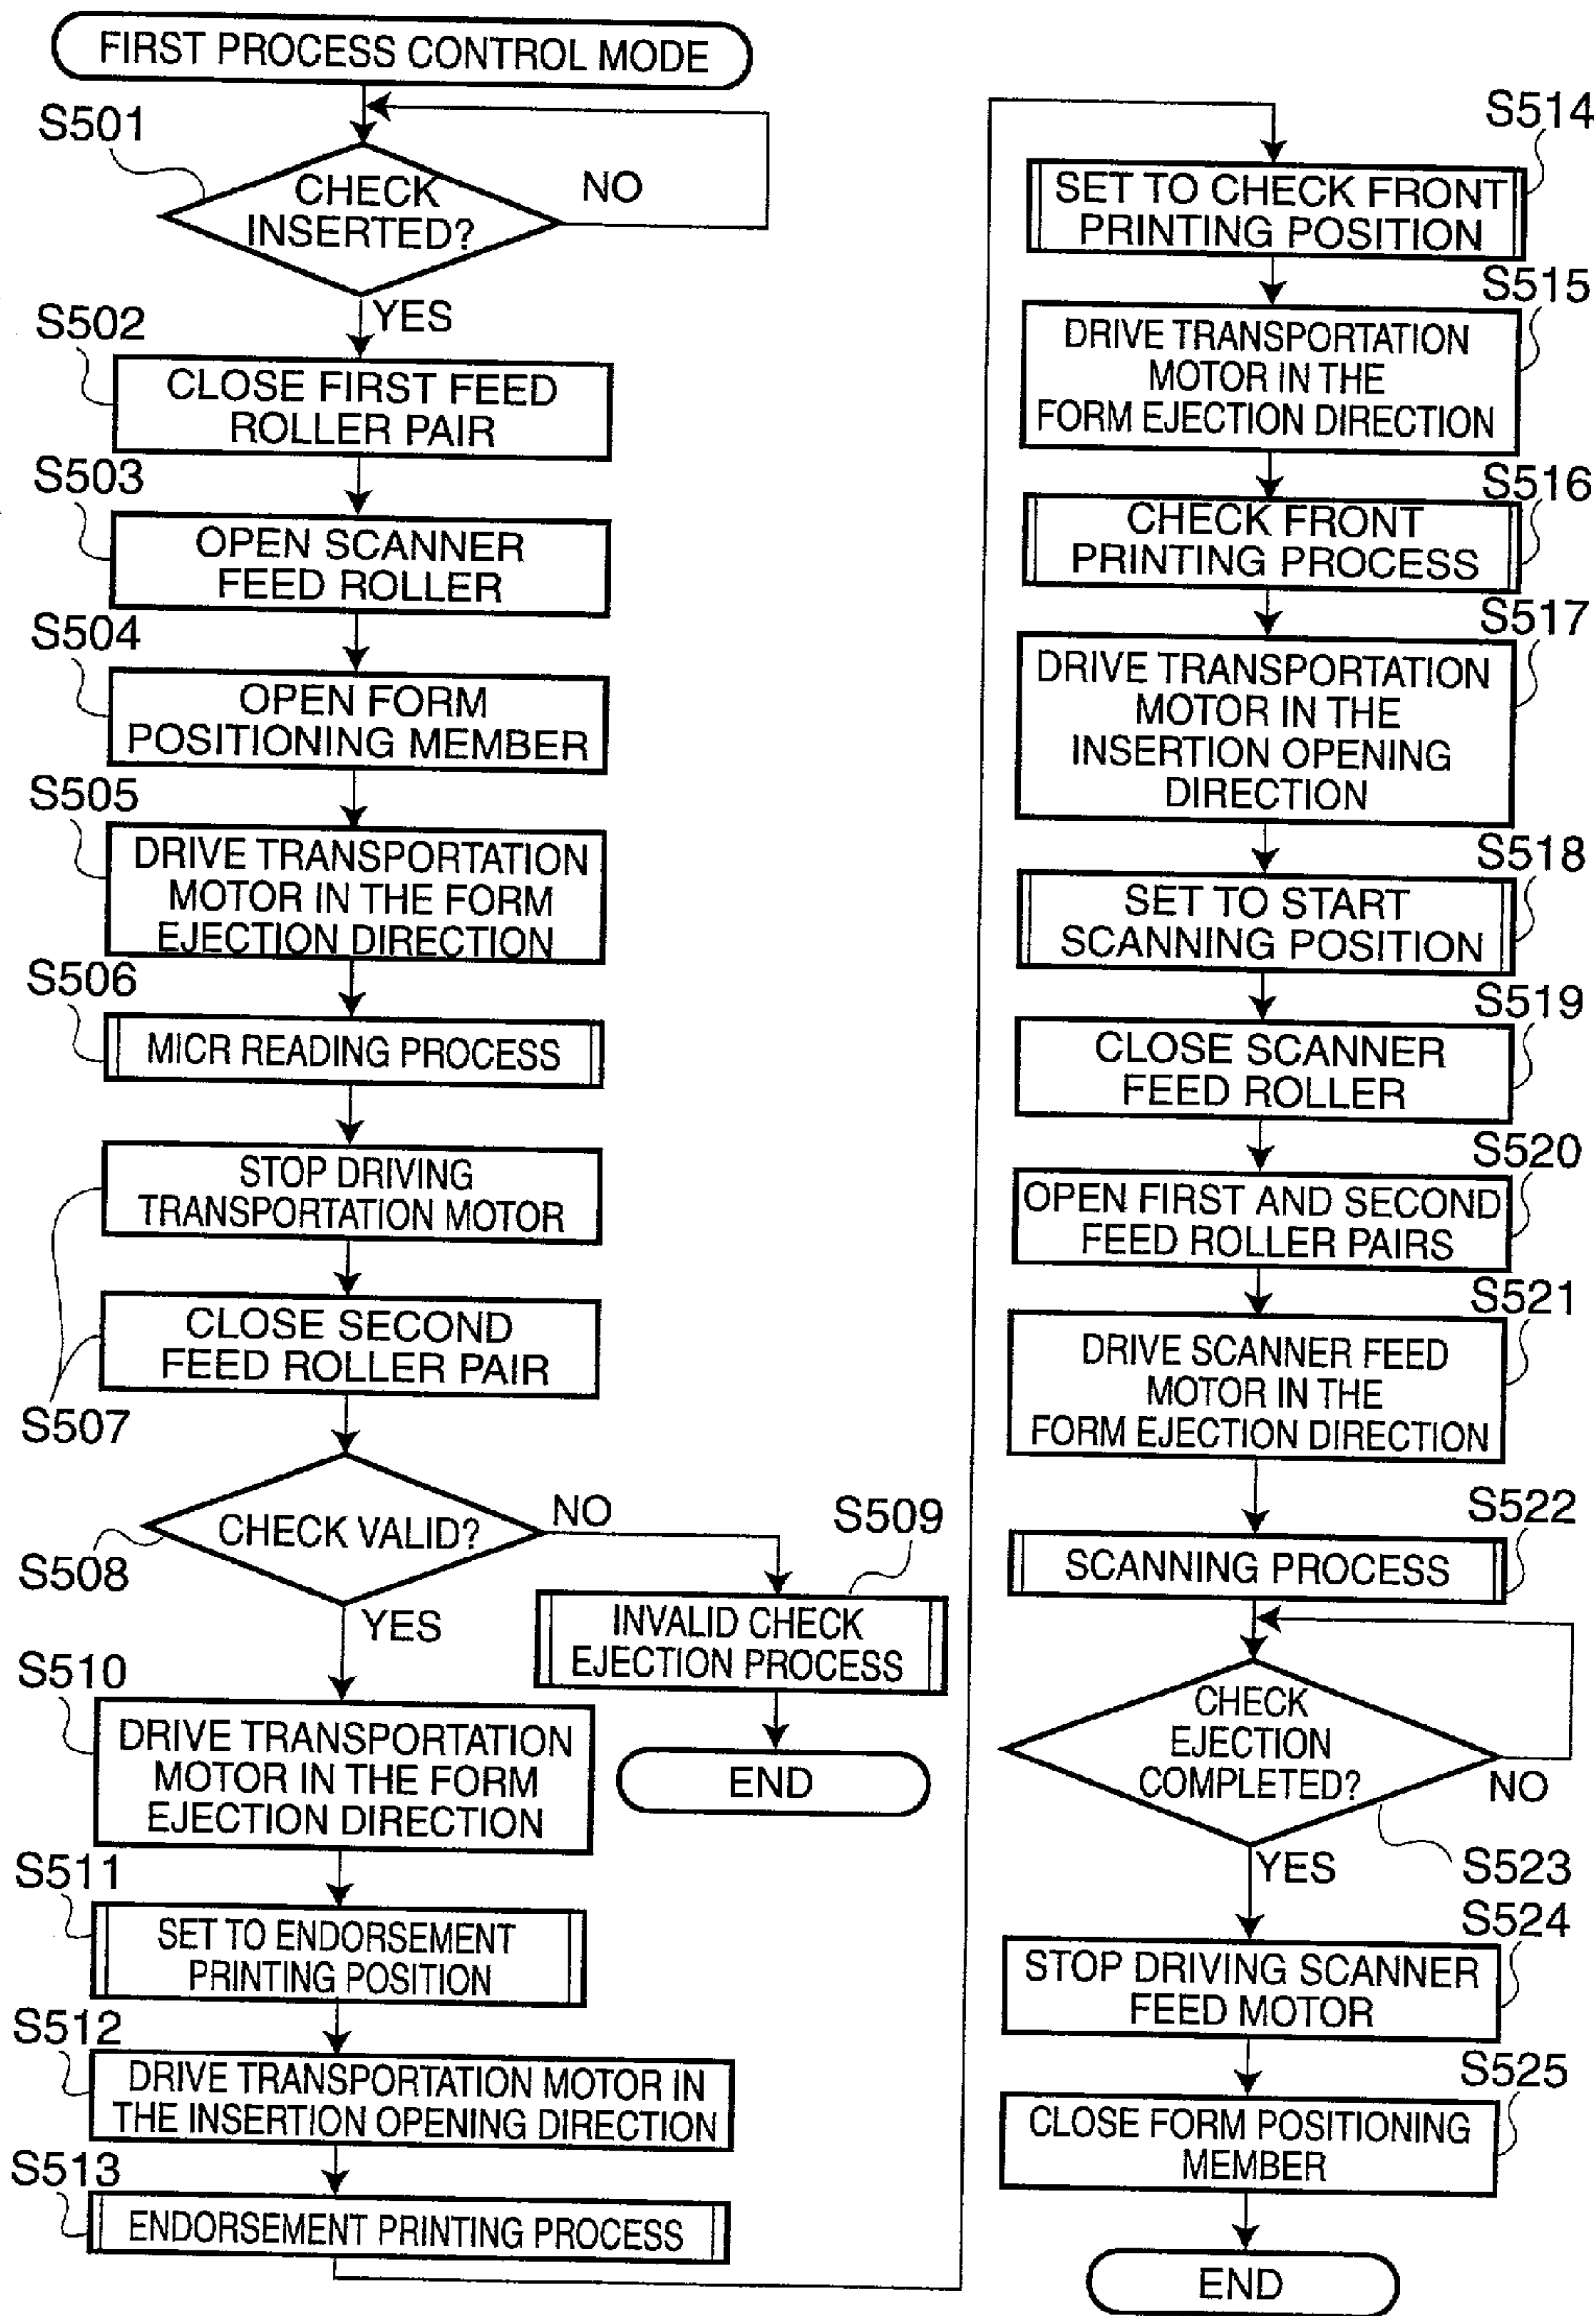 FIRST PROCESS CONTROL MODE
S501
CHECK
INSERTED?
NO
YES
S502
CLOSE FIRST FEED
ROLLER PAIR
S503
OPEN SCANNER
FEED ROLLER
S504
OPEN FORM
POSITIONING MEMBER
S505
DRIVE TRANSPORTATION
MOTOR IN THE FORM
EJECTION DIRECTION
S506
MICR READING PROCESS
STOP DRIVING
TRANSPORTATION MOTOR
CLOSE SECOND
FEED ROLLER PAIR
S507
CHECK VALID?
NO
S508
YES
S509
INVALID CHECK
EJECTION PROCESS
END
S510
DRIVE TRANSPORTATION
MOTOR IN THE FORM
EJECTION DIRECTION
S511
SET TO ENDORSEMENT
PRINTING POSITION
S512
DRIVE TRANSPORTATION MOTOR IN
THE INSERTION OPENING DIRECTION
S513
ENDORSEMENT PRINTING PROCESS
S514
SET TO CHECK FRONT
PRINTING POSITION
S515
DRIVE TRANSPORTATION
MOTOR IN THE
FORM EJECTION DIRECTION
S516
CHECK FRONT
PRINTING PROCESS
S517
DRIVE TRANSPORTATION
MOTOR IN THE
INSERTION OPENING
DIRECTION
S518
SET TO START
SCANNING POSITION
S519
CLOSE SCANNER
FEED ROLLER
S520
OPEN FIRST AND SECOND
FEED ROLLER PAIRS
S521
DRIVE SCANNER FEED
MOTOR IN THE
FORM EJECTION DIRECTION
S522
SCANNING PROCESS
CHECK
EJECTION
COMPLETED?
NO
YES
S523
S524
STOP DRIVING SCANNER
FEED MOTOR
S525
CLOSE FORM POSITIONING
MEMBER
END